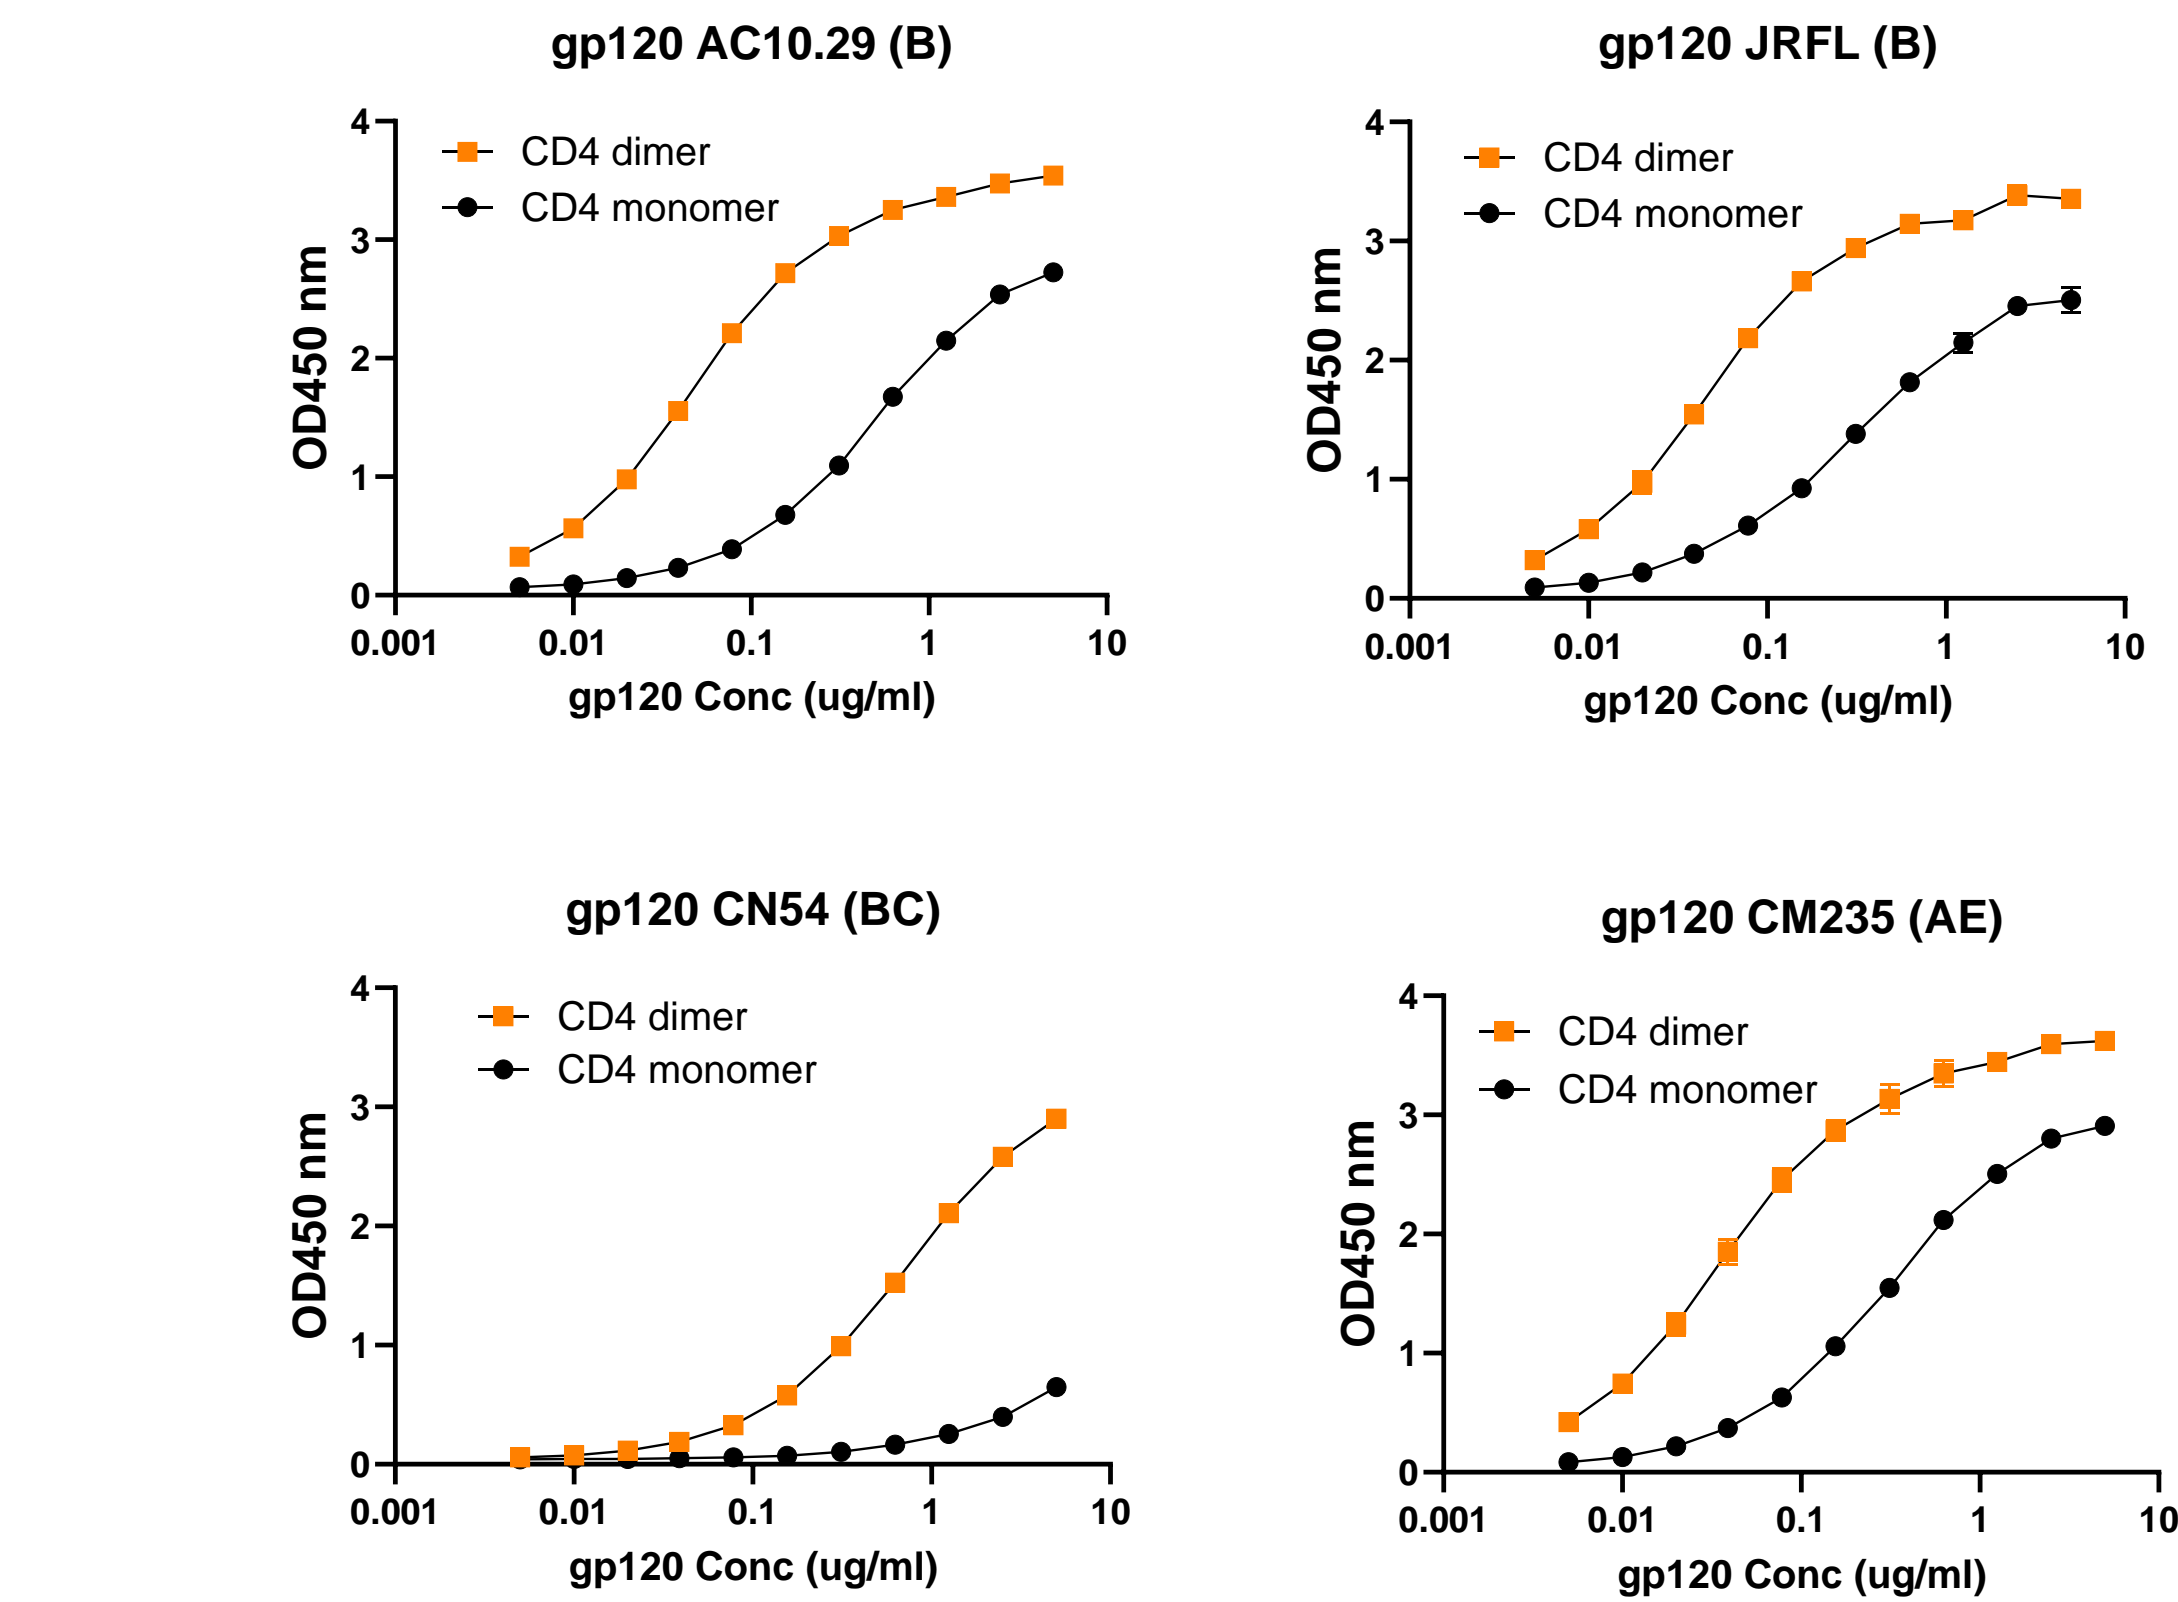 gp120 AC10.29 (B)
4
3
2
1
0
OD450 nm
CD4 dimer
CD4 monomer
0.001 0.01 0.1 1 10
gp120 Conc (ug/ml)
gp120 JRFL (B)
4
3
2
1
0
OD450 nm
CD4 dimer
CD4 monomer
0.001 0.01 0.1 1 10
gp120 Conc (ug/ml)
gp120 CN54 (BC)
4
3
2
1
0
OD450 nm
CD4 dimer
CD4 monomer
0.001 0.01 0.1 1 10
gp120 Conc (ug/ml)
gp120 CM235 (AE)
4
3
2
1
0
OD450 nm
CD4 dimer
CD4 monomer
0.001 0.01 0.1 1 10
gp120 Conc (ug/ml)